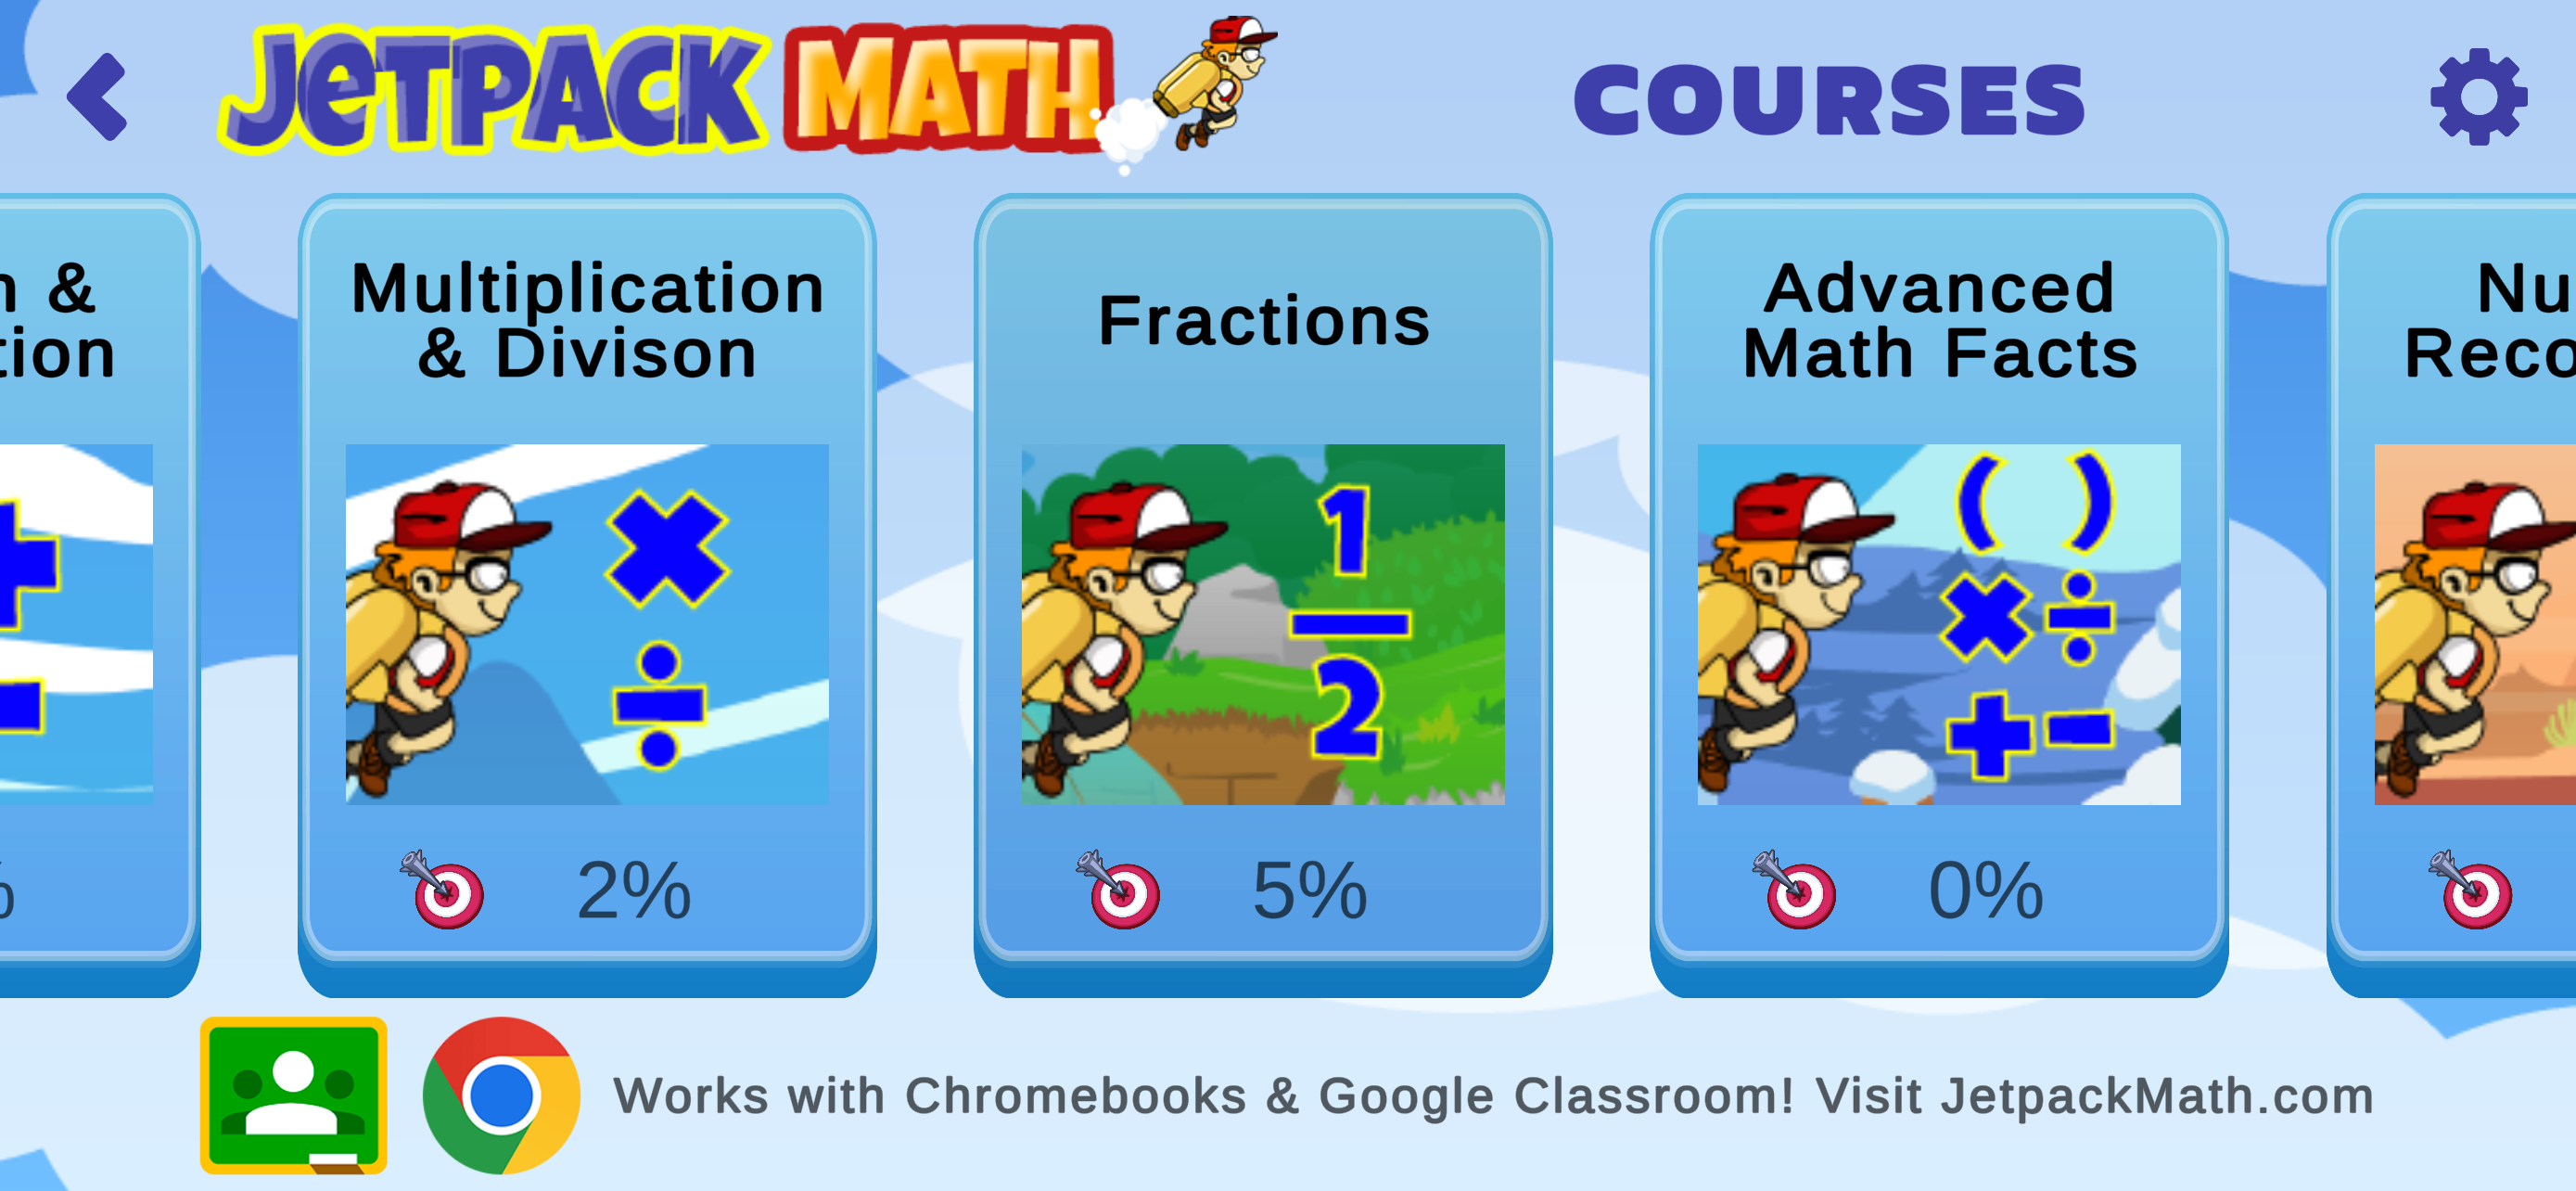 JETPACK MATH
COURSES
&
Multiplication
& Divison
Fractions
1
2
Advanced
Math Facts
( )
× ÷
+ -
×
÷
2%
5%
0%
Works with Chromebooks & Google Classroom! Visit JetpackMath.com